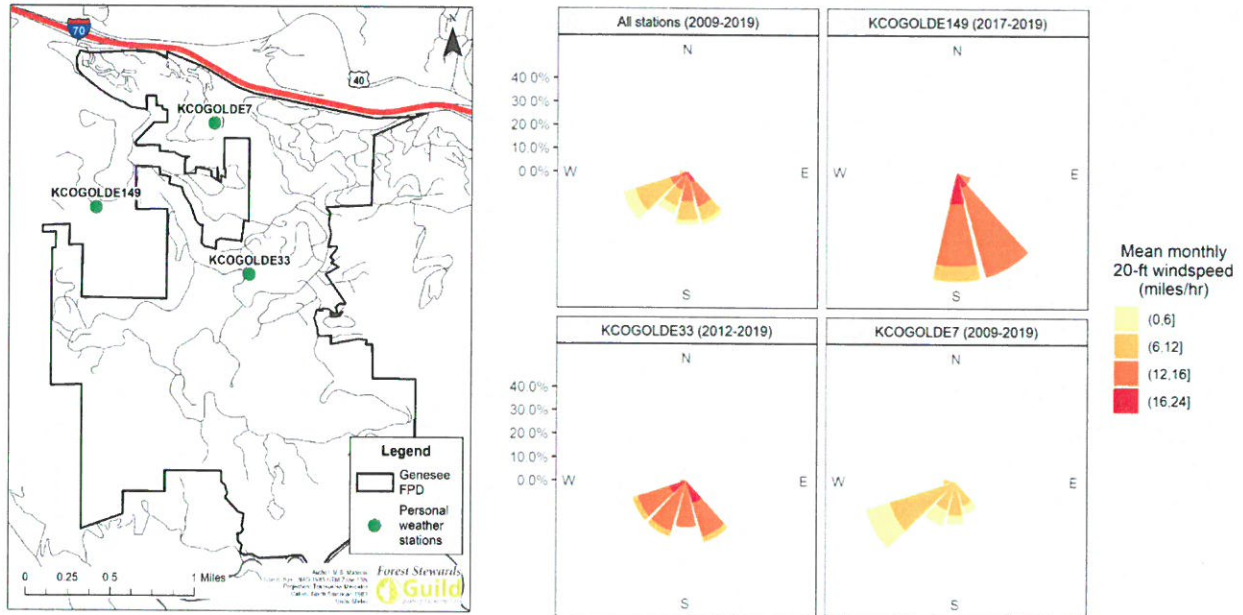 70
N
40
KCOGOLDE7
KCOGOLDE149
KCOGOLDE33
Legend
Genesee
FPD
Personal
weather
stations
0 0.25 0.5 1 Miles
Forest Stewards
Guild
All stations (2009-2019)
N
40.0%
30.0%
20.0%
10.0%
0.0%
W
E
S
KCOGOLDE149 (2017-2019)
N
W
E
S
KCOGOLDE33 (2012-2019)
N
40.0%
30.0%
20.0%
10.0%
0.0%
W
E
S
KCOGOLDE7 (2009-2019)
N
W
E
S
Mean monthly
20-ft windspeed
(miles/hr)
(0,6]
(6,12]
(12,16]
(16,24]